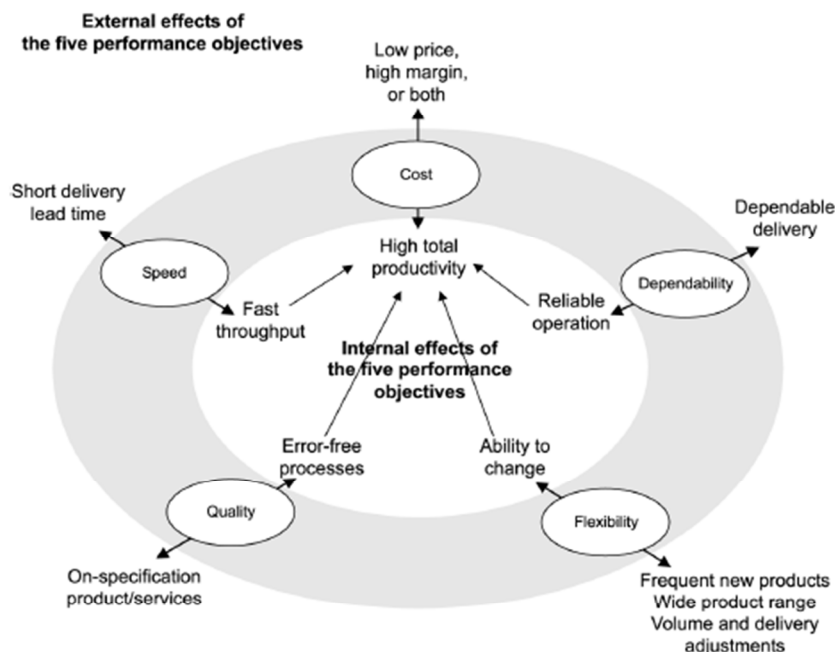 External effects of
the five performance objectives
Low price,
high margin,
or both
Cost
Short delivery
lead time
Dependable
delivery
High total
productivity
Speed
Dependability
Fast
throughput
Reliable
operation
Internal effects of
the five performance
objectives
Error-free
processes
Ability to
change
Quality
Flexibility
On-specification
product/services
Frequent new products
Wide product range
Volume and delivery
adjustments